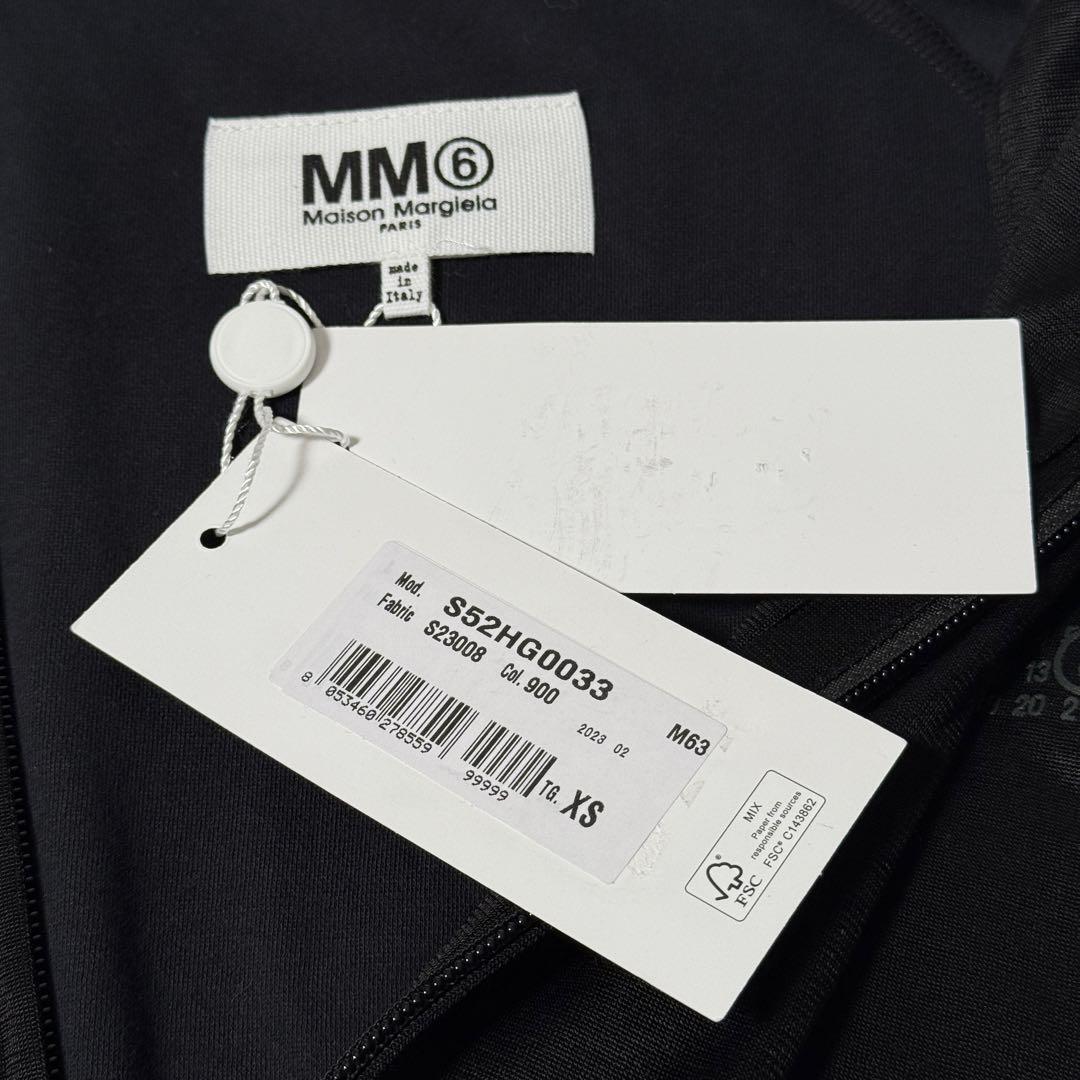 MM⑥
Maison Margiela
PARIS
made
in
Italy
Mod. S52HG0033
Fabric S23008 Col. 900
8 053460 278559
99999
2023 02
M63
TG. XS
MIX
Paper from
responsible sources
FSC® C143862
FSC®
13
20 2